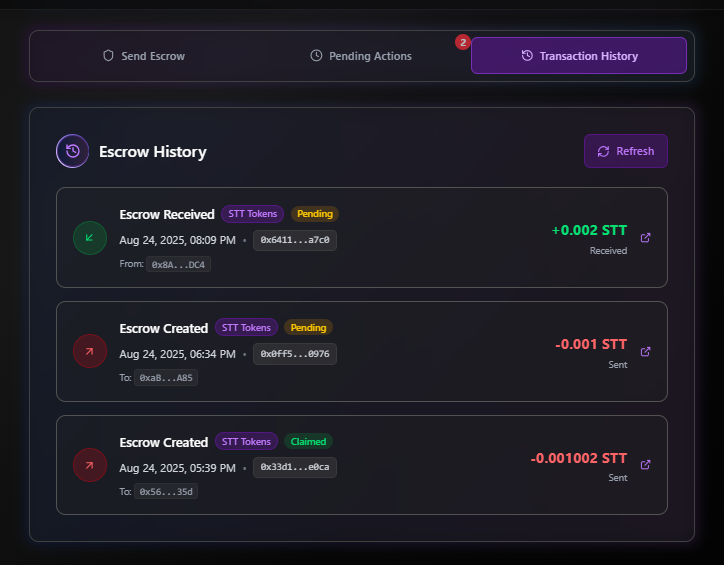 Send Escrow
Pending Actions
2
Transaction History
Escrow History
Refresh
Escrow Received STT Tokens Pending
Aug 24, 2025, 08:09 PM • 0x6411...a7c0
From: 0x8A...DC4
+0.002 STT
Received
Escrow Created STT Tokens Pending
Aug 24, 2025, 06:34 PM • 0x0ff5...0976
To: 0xaB...A85
-0.001 STT
Sent
Escrow Created STT Tokens Claimed
Aug 24, 2025, 05:39 PM • 0x33d1...e0ca
To: 0x56...35d
-0.001002 STT
Sent